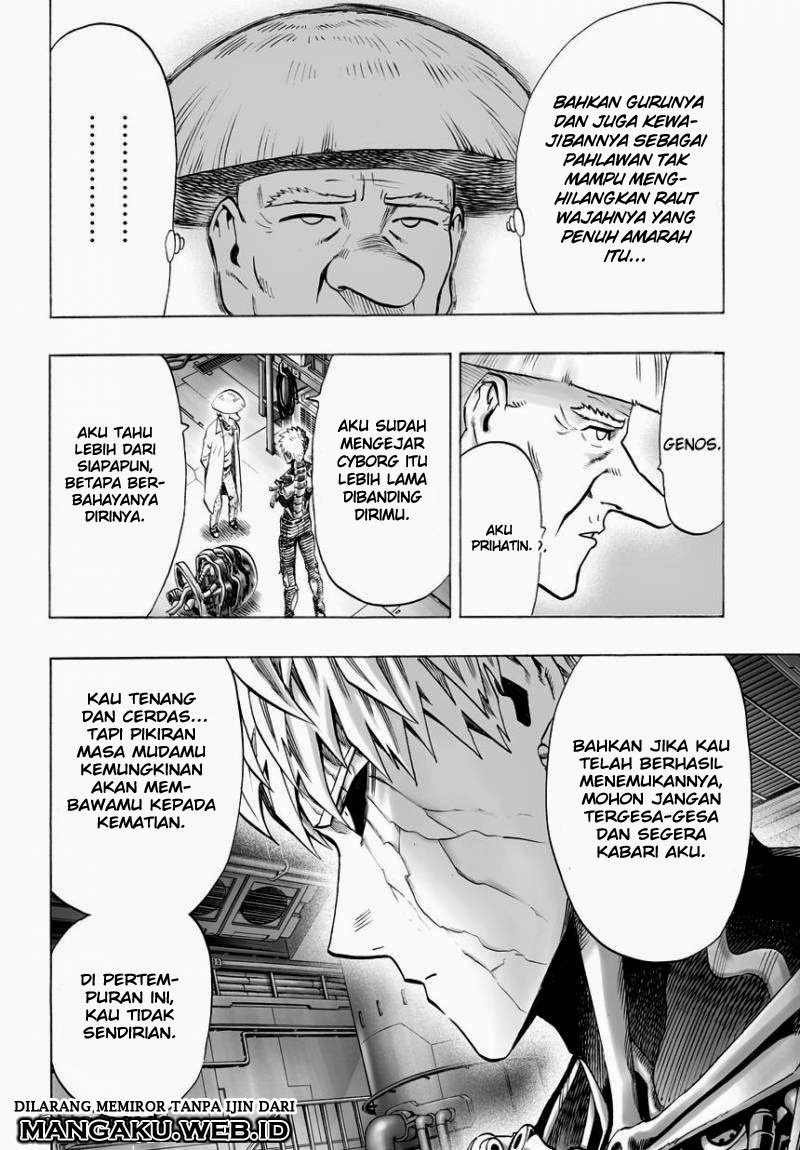 BAHKAN GURUNYA
DAN JUGA KEWA-
JIBANNYA SEBAGAI
PAHLAWAN TAK
MAMPU MENG-
HILANGKAN RAUT
WAJAHNYA YANG
PENUH AMARAH
ITU...
..........
GENOS.
AKU
PRIHATIN.
AKU SUDAH
MENGEJAR
CYBORG ITU
LEBIH LAMA
DIBANDING
DIRIMU.
AKU TAHU
LEBIH DARI
SIAPAPUN,
BETAPA BER-
BAHAYANYA
DIRINYA.
BAHKAN JIKA KAU
TELAH BERHASIL
MENEMUKANNYA,
MOHON JANGAN
TERGESA-GESA
DAN SEGERA
KABARI AKU.
KAU TENANG
DAN CERDAS...
TAPI PIKIRAN
MASA MUDAMU
KEMUNGKINAN
AKAN MEM-
BAWAMU KEPADA
KEMATIAN.
DI PERTEM-
PURAN INI,
KAU TIDAK
SENDIRIAN.
DILARANG MEMIROR TANPA IJIN DARI
MANGAKU.WEB.ID